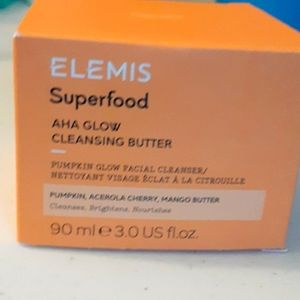 ELEMIS
Superfood
AHA GLOW
CLEANSING BUTTER
PUMPKIN GLOW FACIAL CLEANSER/
NETTOYANT VISAGE ÉCLAT À LA CITROUILLE
PUMPKIN, ACEROLA CHERRY, MANGO BUTTER
Cleanses, Brightens, Nourishes
90 ml e 3.0 US fl.oz.